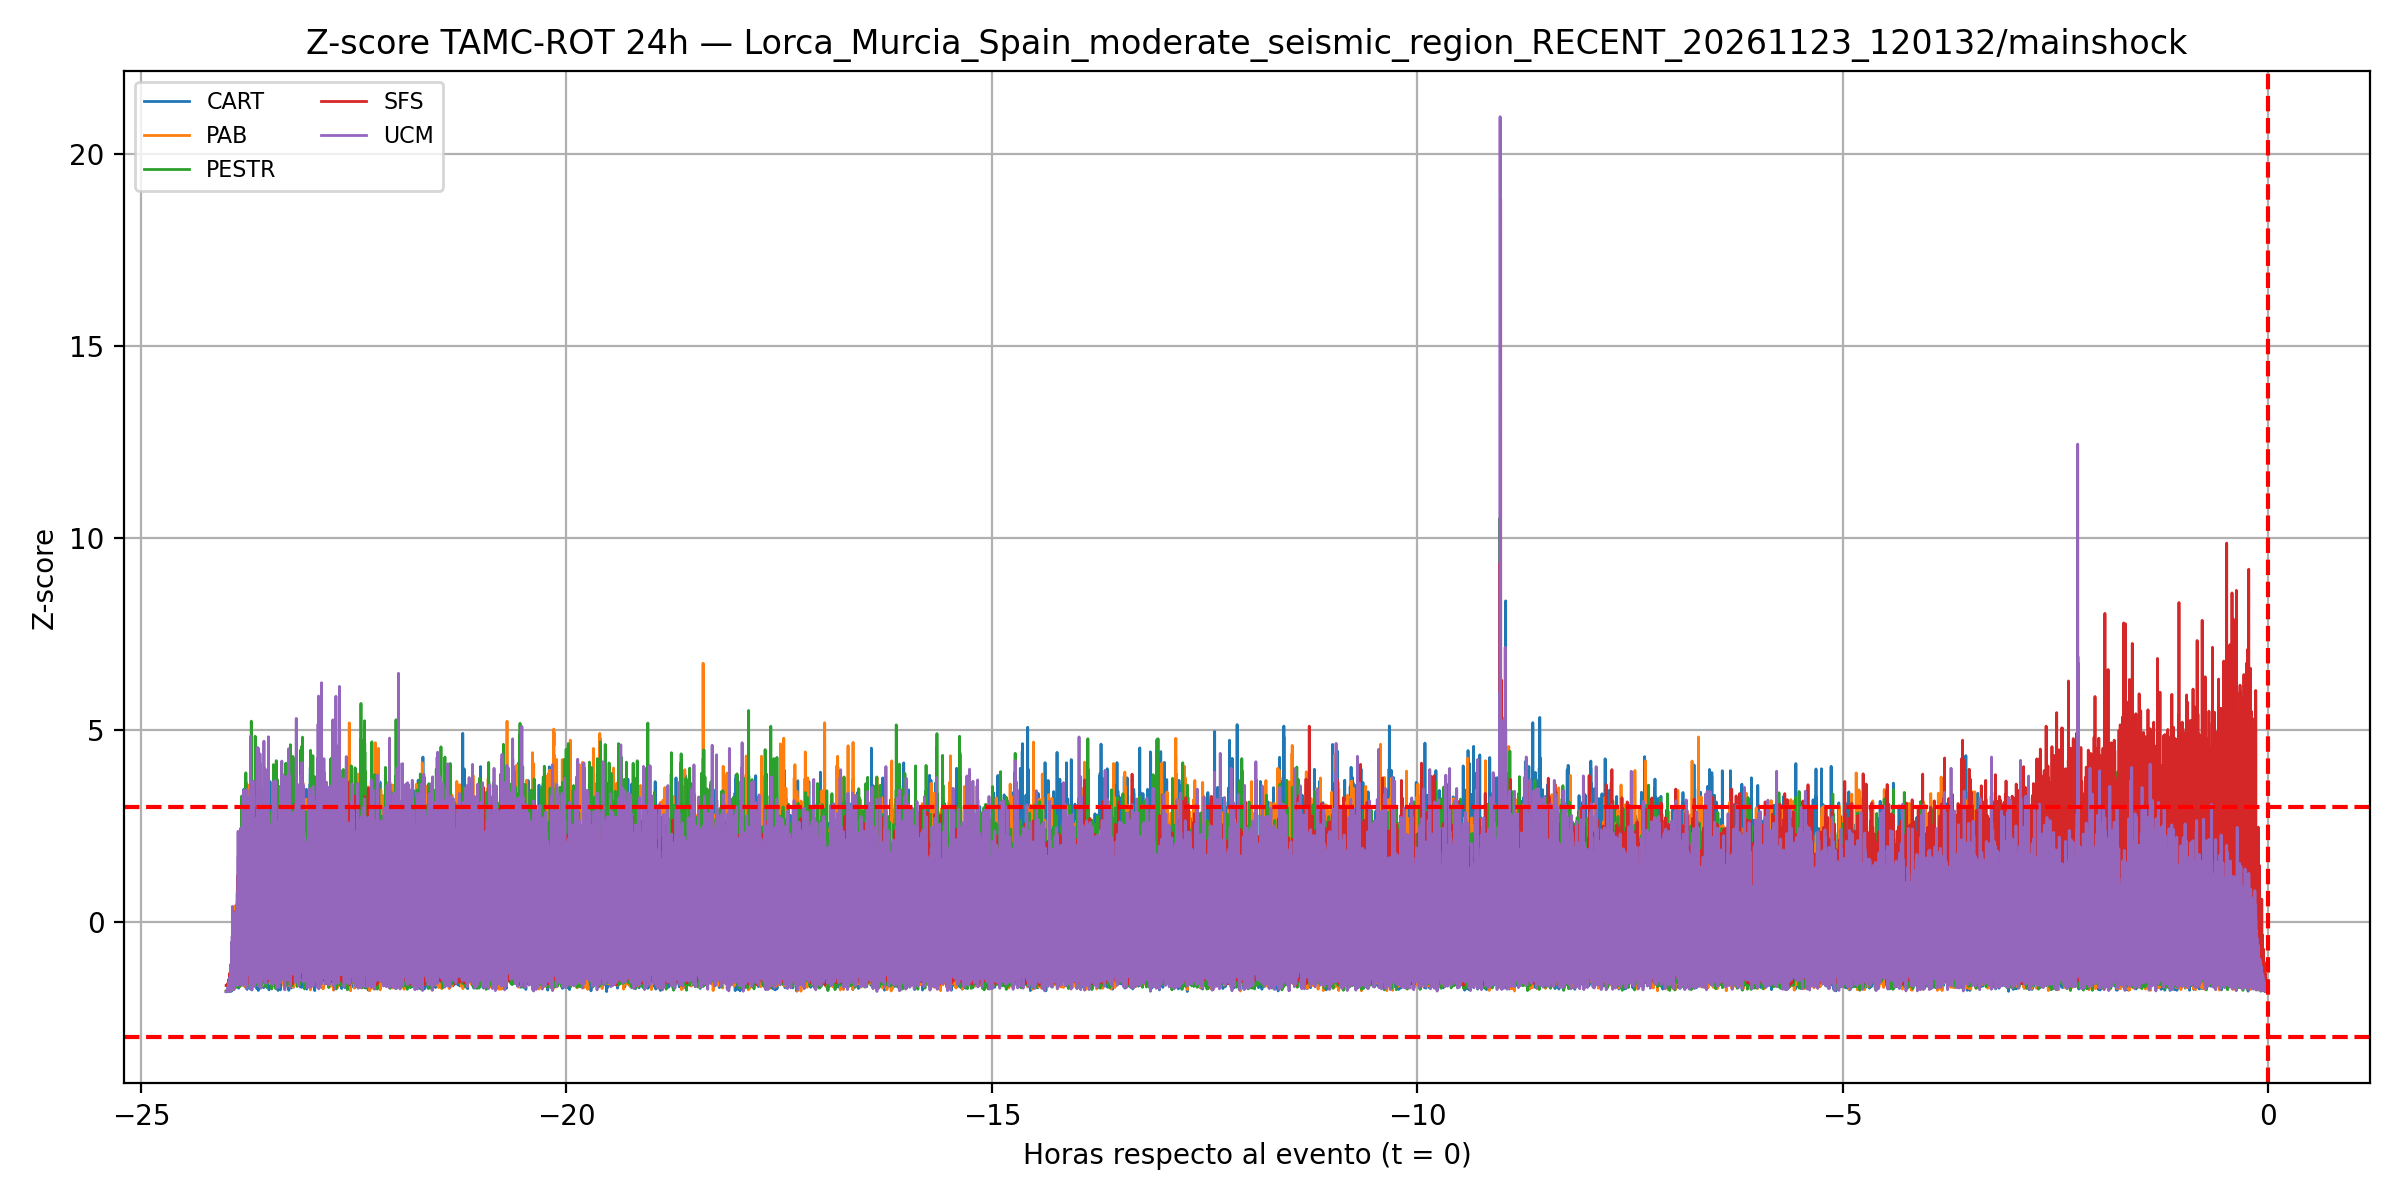 Z-score TAMC-ROT 24h — Lorca_Murcia_Spain_moderate_seismic_region_RECENT_20261123_120132/mainshock
CART
PAB
PESTR
SFS
UCM
Z-score
20
15
10
5
0
−25
−20
−15
−10
−5
0
Horas respecto al evento (t = 0)